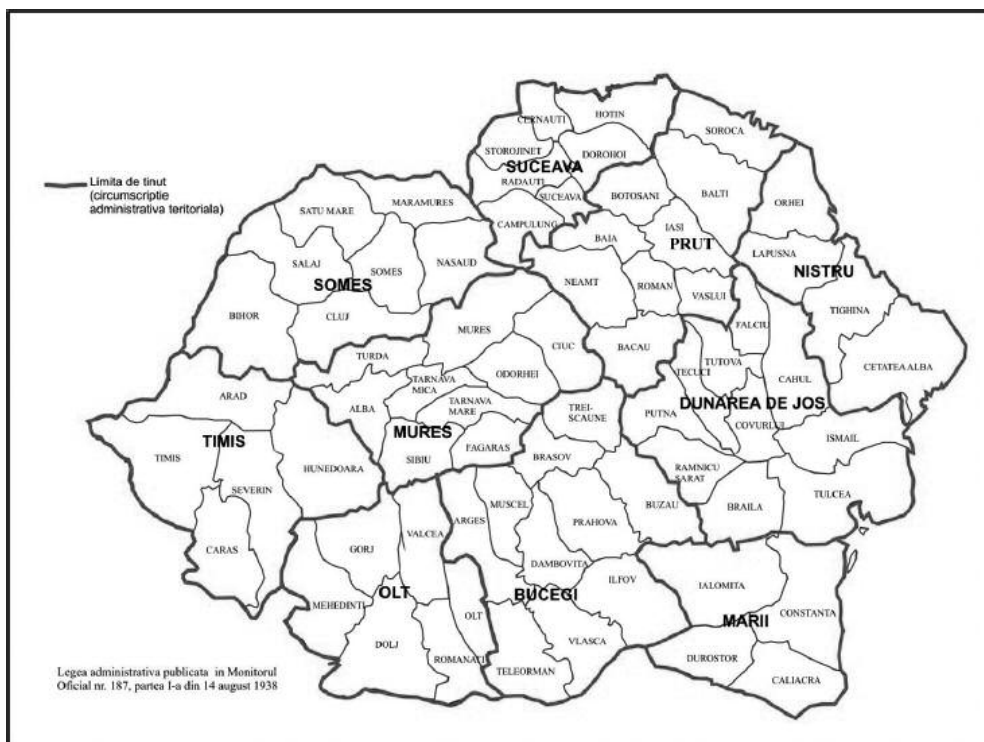 HOTIN
CERNAUTI
SOROCA
STOROJINET
DOROHOI
SUCEAVA
RADAUTI
SUCEAVA
BOTOSANI
BALTI
Limita de tinut
(circumscriptie
administrativa teritoriala)
MARAMURES
SATU MARE
CAMPULUNG
ORHEI
IASI
BAIA
PRUT
LAPUSNA
SALAJ
SOMES
NASAUD
NISTRU
SOMES
NEAMT
ROMAN
VASLUI
TIGHINA
BIHOR
CLUJ
MURES
FALCIU
CIUC
BACAU
TURDA
TUTOVA
CETATEA ALBA
TECUCI
ODORHEI
TARNAVA
MICA
CAHUL
ARAD
TARNAVA
MARE
TREI-
SCAUNE
DUNAREA DE JOS
ALBA
PUTNA
COVURLUI
MURES
TIMIS
ISMAIL
FAGARAS
BRASOV
TIMIS
HUNEDOARA
SIBIU
RAMNICU
SARAT
SEVERIN
TULCEA
MUSCEL
BUZAU
BRAILA
ARGES
PRAHOVA
VALCEA
GORJ
CARAS
DAMBOVITA
ILFOV
IALOMITA
OLT
BUCEGI
MEHEDINTI
OLT
CONSTANTA
MARII
DOLJ
VLASCA
ROMANATI
DUROSTOR
TELEORMAN
CALIACRA
Legea administrativa publicata in Monitorul
Oficial nr. 187, partea I-a din 14 august 1938